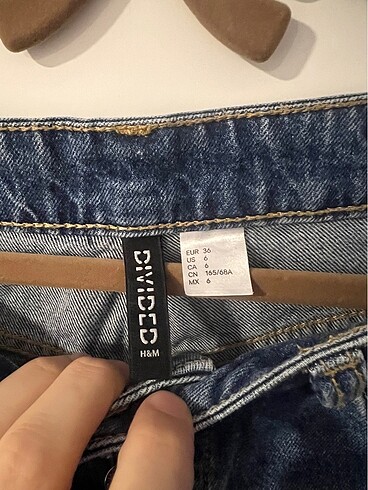 DIVIDED
H&M
EUR 36
US 6
CA 6
CN 165/68A
MX 6